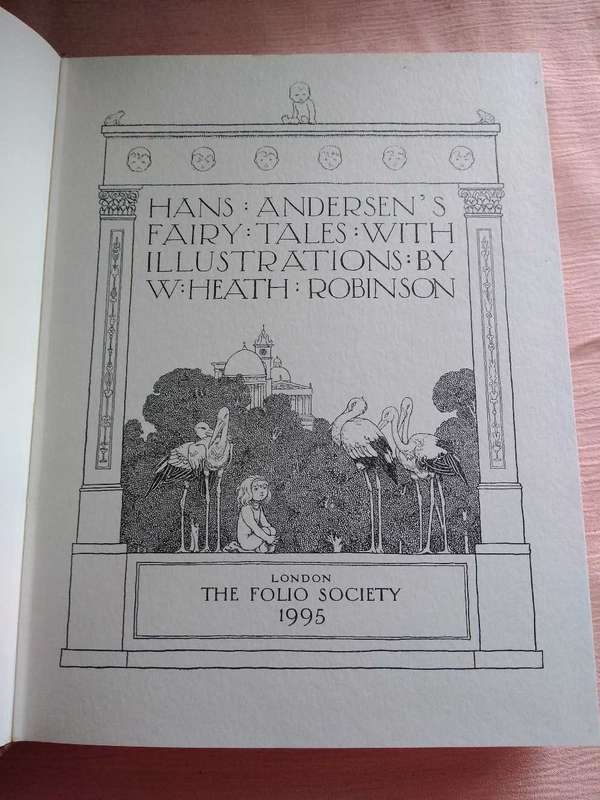 HANS : ANDERSEN'S
FAIRY : TALES : WITH
ILLUSTRATIONS : BY
W : HEATH : ROBINSON
LONDON
THE FOLIO SOCIETY
1995